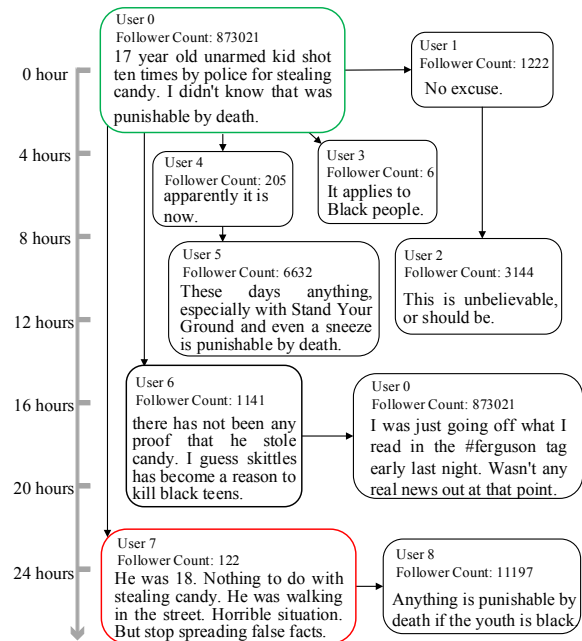 User 0
Follower Count: 873021
17 year old unarmed kid shot
ten times by police for stealing
candy. I didn't know that was
punishable by death.
User 1
Follower Count: 1222
No excuse.
0 hour
4 hours
User 4
Follower Count: 205
apparently it is
now.
User 3
Follower Count: 6
It applies to
Black people.
8 hours
User 5
Follower Count: 6632
These days anything,
especially with Stand Your
Ground and even a sneeze
is punishable by death.
User 2
Follower Count: 3144
This is unbelievable,
or should be.
12 hours
User 6
Follower Count: 1141
there has not been any
proof that he stole
candy. I guess skittles
has become a reason to
kill black teens.
User 0
Follower Count: 873021
I was just going off what I
read in the #ferguson tag
early last night. Wasn't any
real news out at that point.
16 hours
20 hours
User 7
Follower Count: 122
He was 18. Nothing to do with
stealing candy. He was walking
in the street. Horrible situation.
But stop spreading false facts.
User 8
Follower Count: 11197
Anything is punishable by
death if the youth is black
24 hours